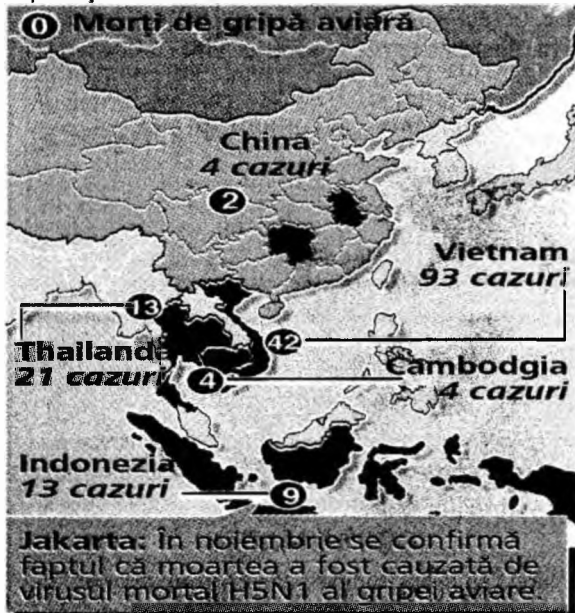 0 Morți de gripă aviară
China
4 cazuri
2
Vietnam
93 cazuri
13
42
Thailanda
21 cazuri
Cambodgia
4 cazuri
4
Indonezia
13 cazuri
9
Jakarta: În noiembrie se confirmă
faptul că moartea a fost cauzată de
virusul mortal H5N1 al gripei aviare.